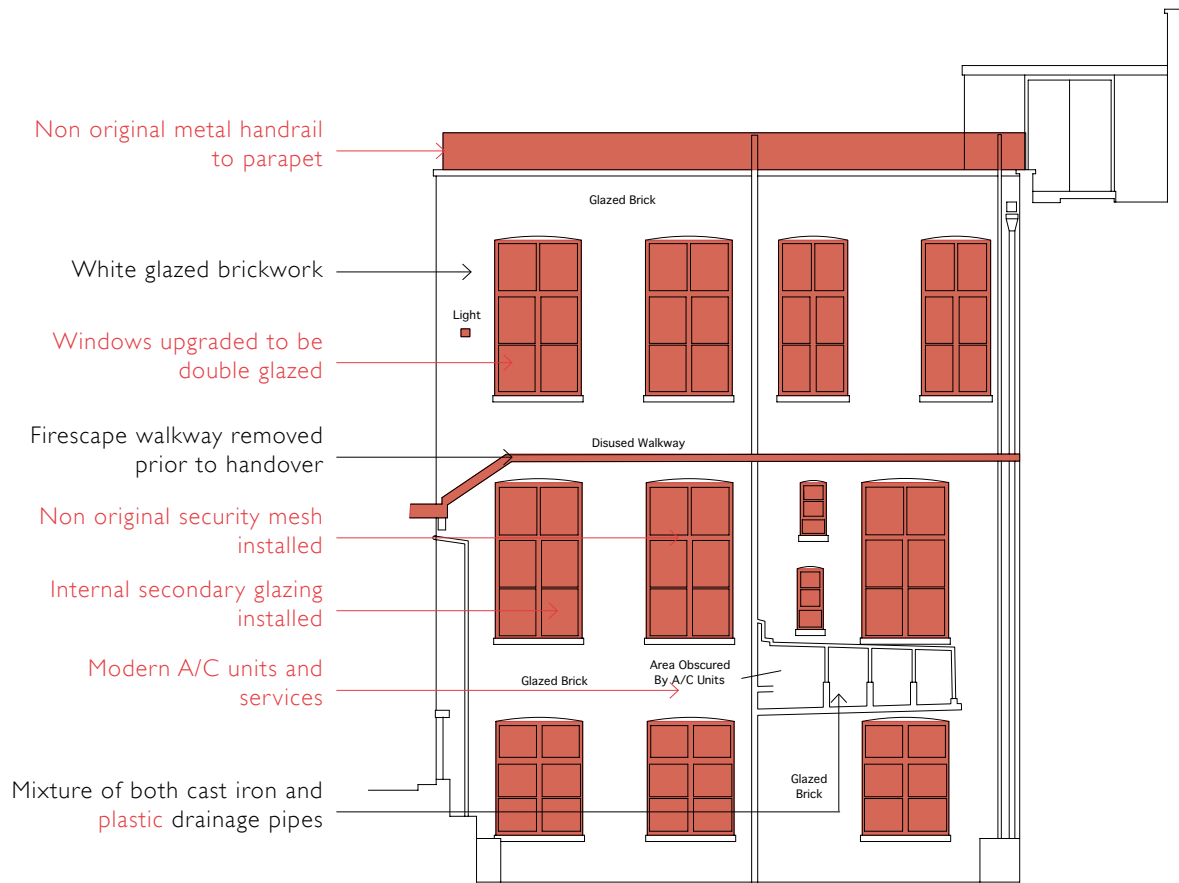 Non original metal handrail
to parapet
Glazed Brick
White glazed brickwork
Light
Windows upgraded to be
double glazed
Firescape walkway removed
prior to handover
Disused Walkway
Non original security mesh
installed
Internal secondary glazing
installed
Modern A/C units and
services
Glazed Brick
Area Obscured
By A/C Units
Mixture of both cast iron and
plastic drainage pipes
Glazed
Brick